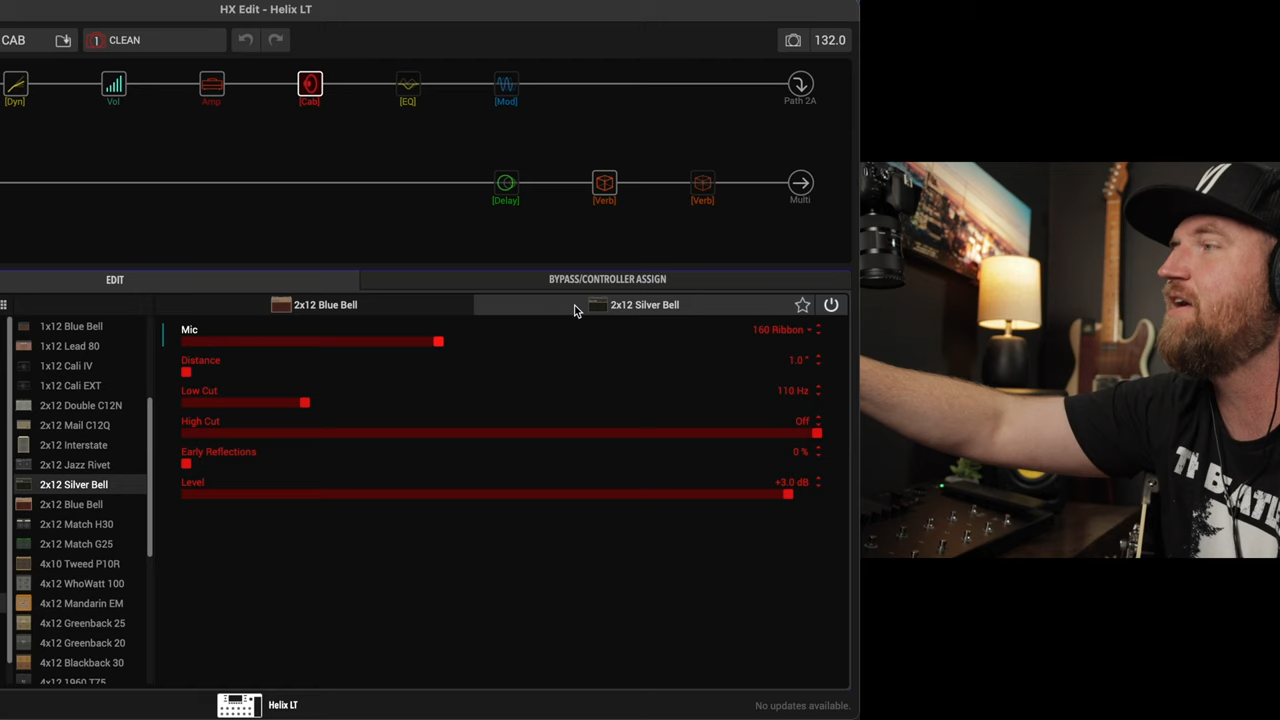 HX Edit - Helix LT
CAB
1 CLEAN
132.0
[Dyn]
Vol
Amp
[Cab]
[EQ]
[Mod]
Path 2A
[Delay]
[Verb]
[Verb]
Multi
EDIT
BYPASS/CONTROLLER ASSIGN
2x12 Blue Bell
2x12 Silver Bell
1x12 Blue Bell
1x12 Lead 80
1x12 Cali IV
1x12 Cali EXT
2x12 Double C12N
2x12 Mail C12Q
2x12 Interstate
2x12 Jazz Rivet
2x12 Silver Bell
2x12 Blue Bell
2x12 Match H30
2x12 Match G25
4x10 Tweed P10R
4x12 WhoWatt 100
4x12 Mandarin EM
4x12 Greenback 25
4x12 Greenback 20
4x12 Blackback 30
4x12 1960 T75
Mic
160 Ribbon
Distance
1.0 "
Low Cut
110 Hz
High Cut
Off
Early Reflections
0 %
Level
+3.0 dB
Helix LT
No updates available.